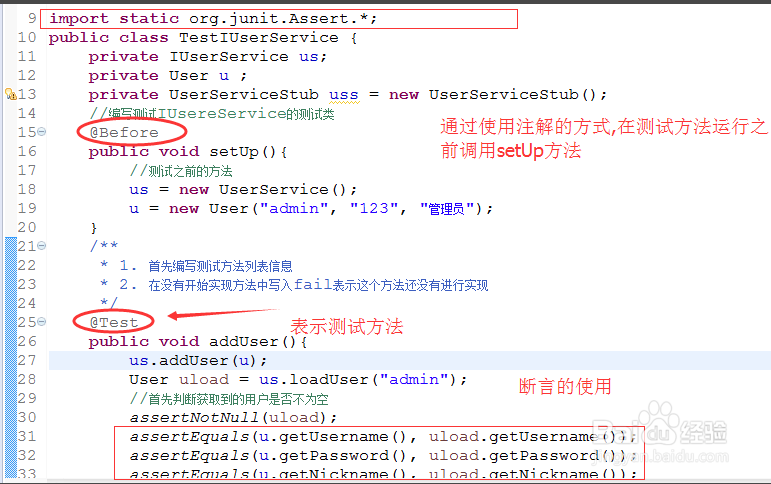 9 import static org.junit.Assert.*;
10 public class TestIUserService {
11 private IUserService us;
12 private User u ;
13 private UserServiceStub uss = new UserServiceStub();
14 //编写测试IUsereService的测试类
15 @Before
16 public void setUp(){
17 //测试之前的方法
18 us = new UserService();
19 u = new User("admin", "123", "管理员");
20 }
21 /**
22 * 1. 首先编写测试方法列表信息
23 * 2. 在没有开始实现方法中写入fail表示这个方法还没有进行实现
24 */
25 @Test
26 public void addUser(){
27 us.addUser(u);
28 User uload = us.loadUser("admin");
29 //首先判断获取到的用户是否不为空
30 assertNotNull(uload);
31 assertEquals(u.getUsername(), uload.getUsername());
32 assertEquals(u.getPassword(), uload.getPassword());
33 assertEquals(u.getNickname(), uload.getNickname());
通过使用注解的方式,在测试方法运行之
前调用setUp方法
表示测试方法
断言的使用
Baidu 经验
jingyan.baidu.com